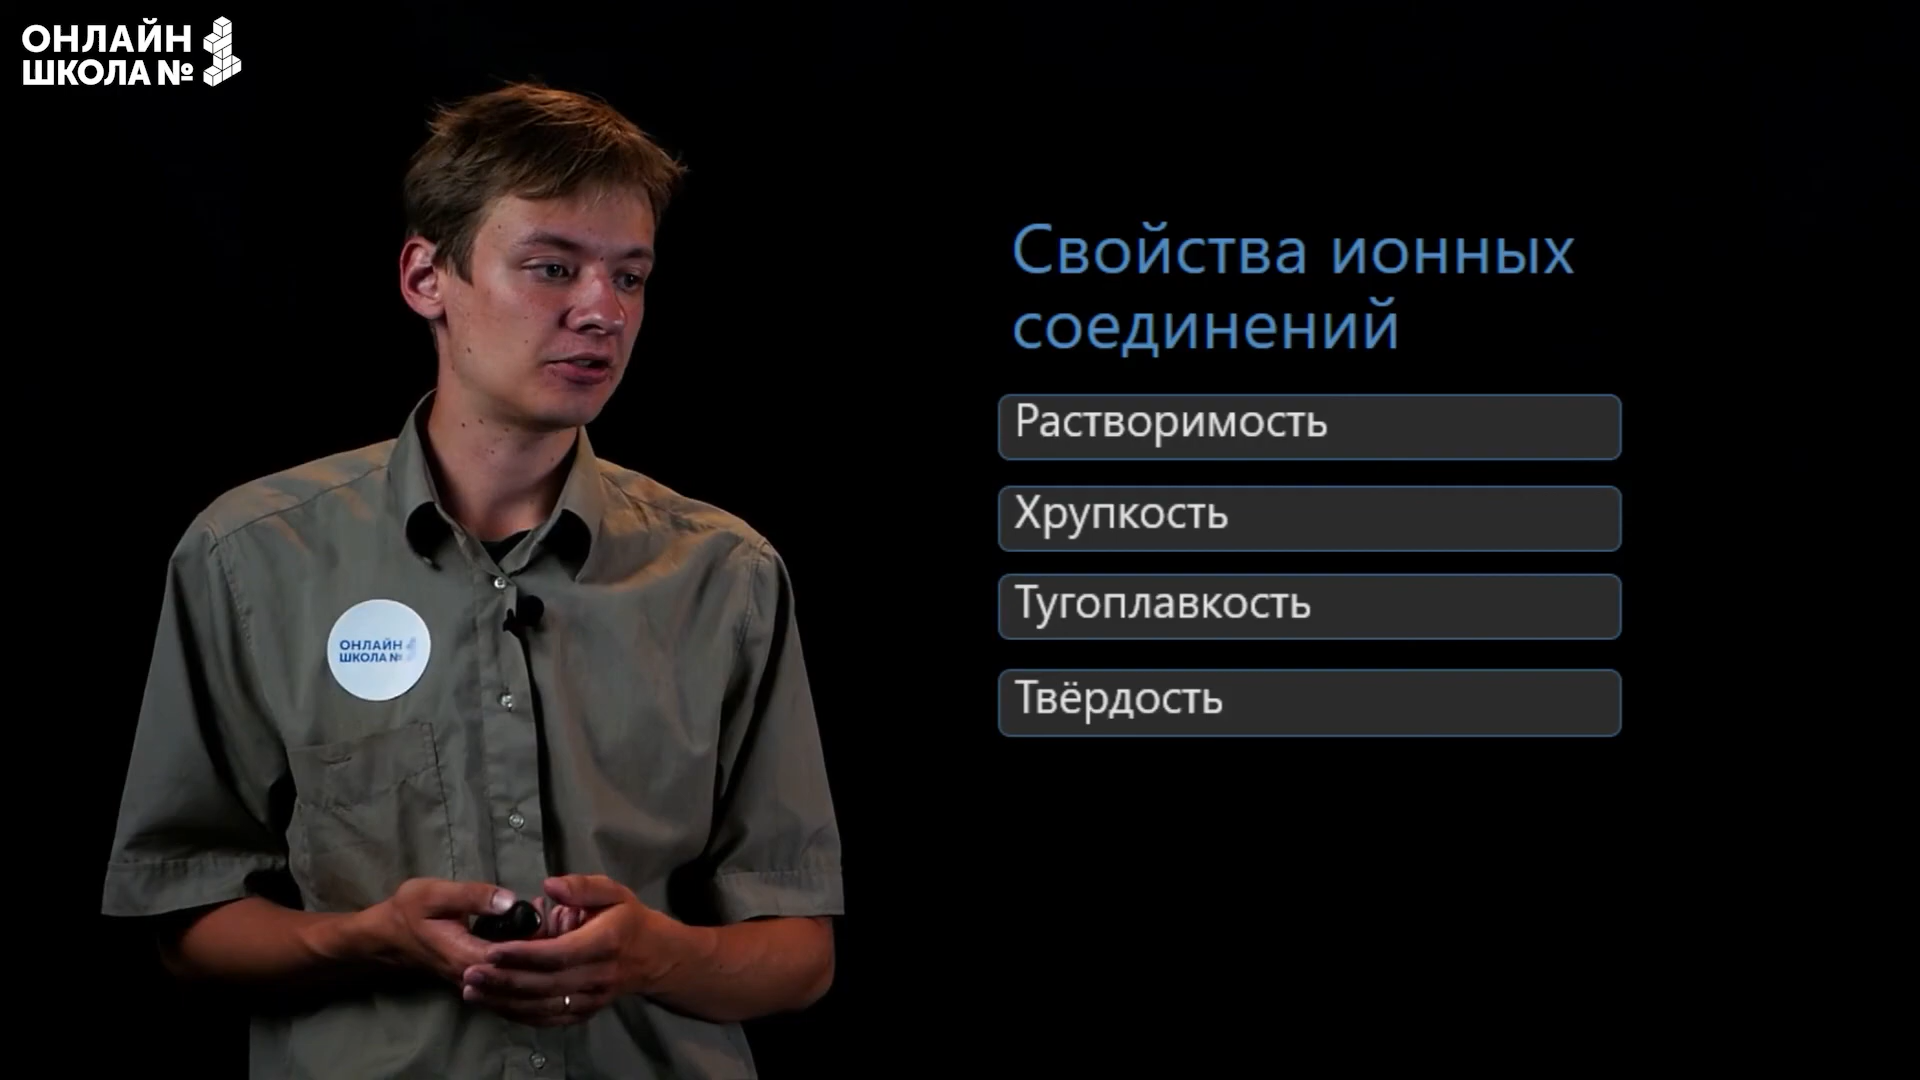 ОНЛАЙН
ШКОЛА №
Свойства ионных
соединений
Растворимость
Хрупкость
Тугоплавкость
Твёрдость
ОНЛАЙН
ШКОЛА №